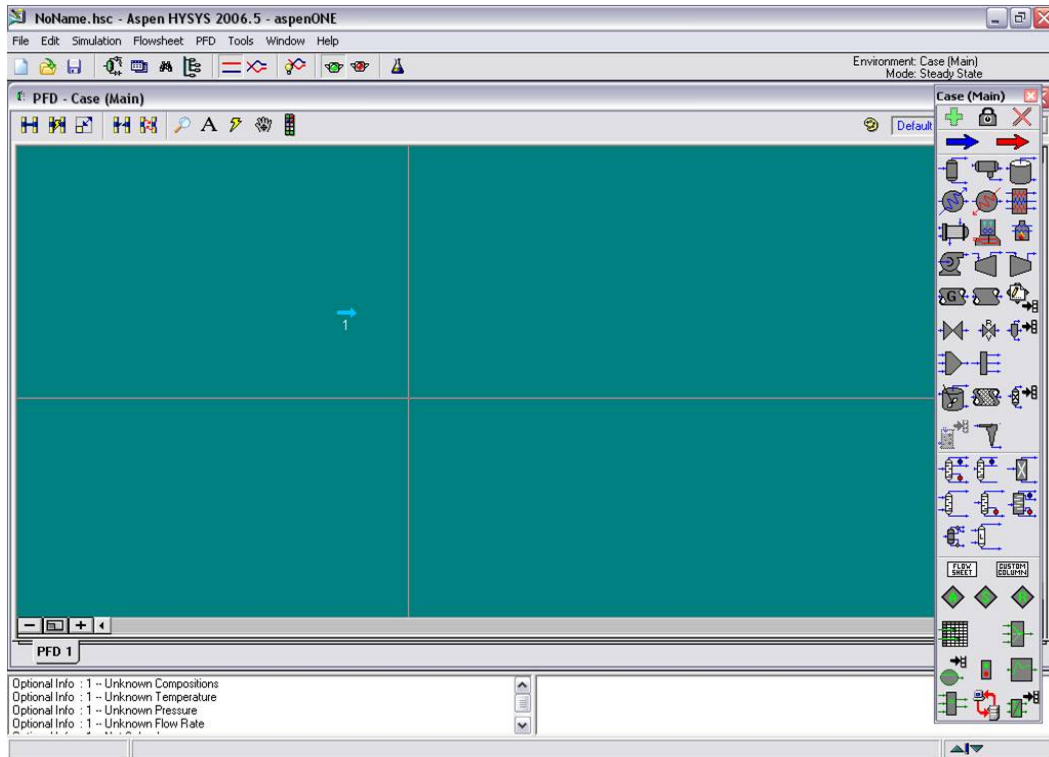 NoName.hsc - Aspen HYSYS 2006.5 - aspenONE
File Edit Simulation Flowsheet PFD Tools Window Help
Environment: Case (Main)
Mode: Steady State
PFD - Case (Main)
Case (Main)
A
Default
1
G
R
L
FLOW SHEET
CUSTOM COLUMN
PFD 1
Optional Info : 1 -- Unknown Compositions
Optional Info : 1 -- Unknown Temperature
Optional Info : 1 -- Unknown Pressure
Optional Info : 1 -- Unknown Flow Rate